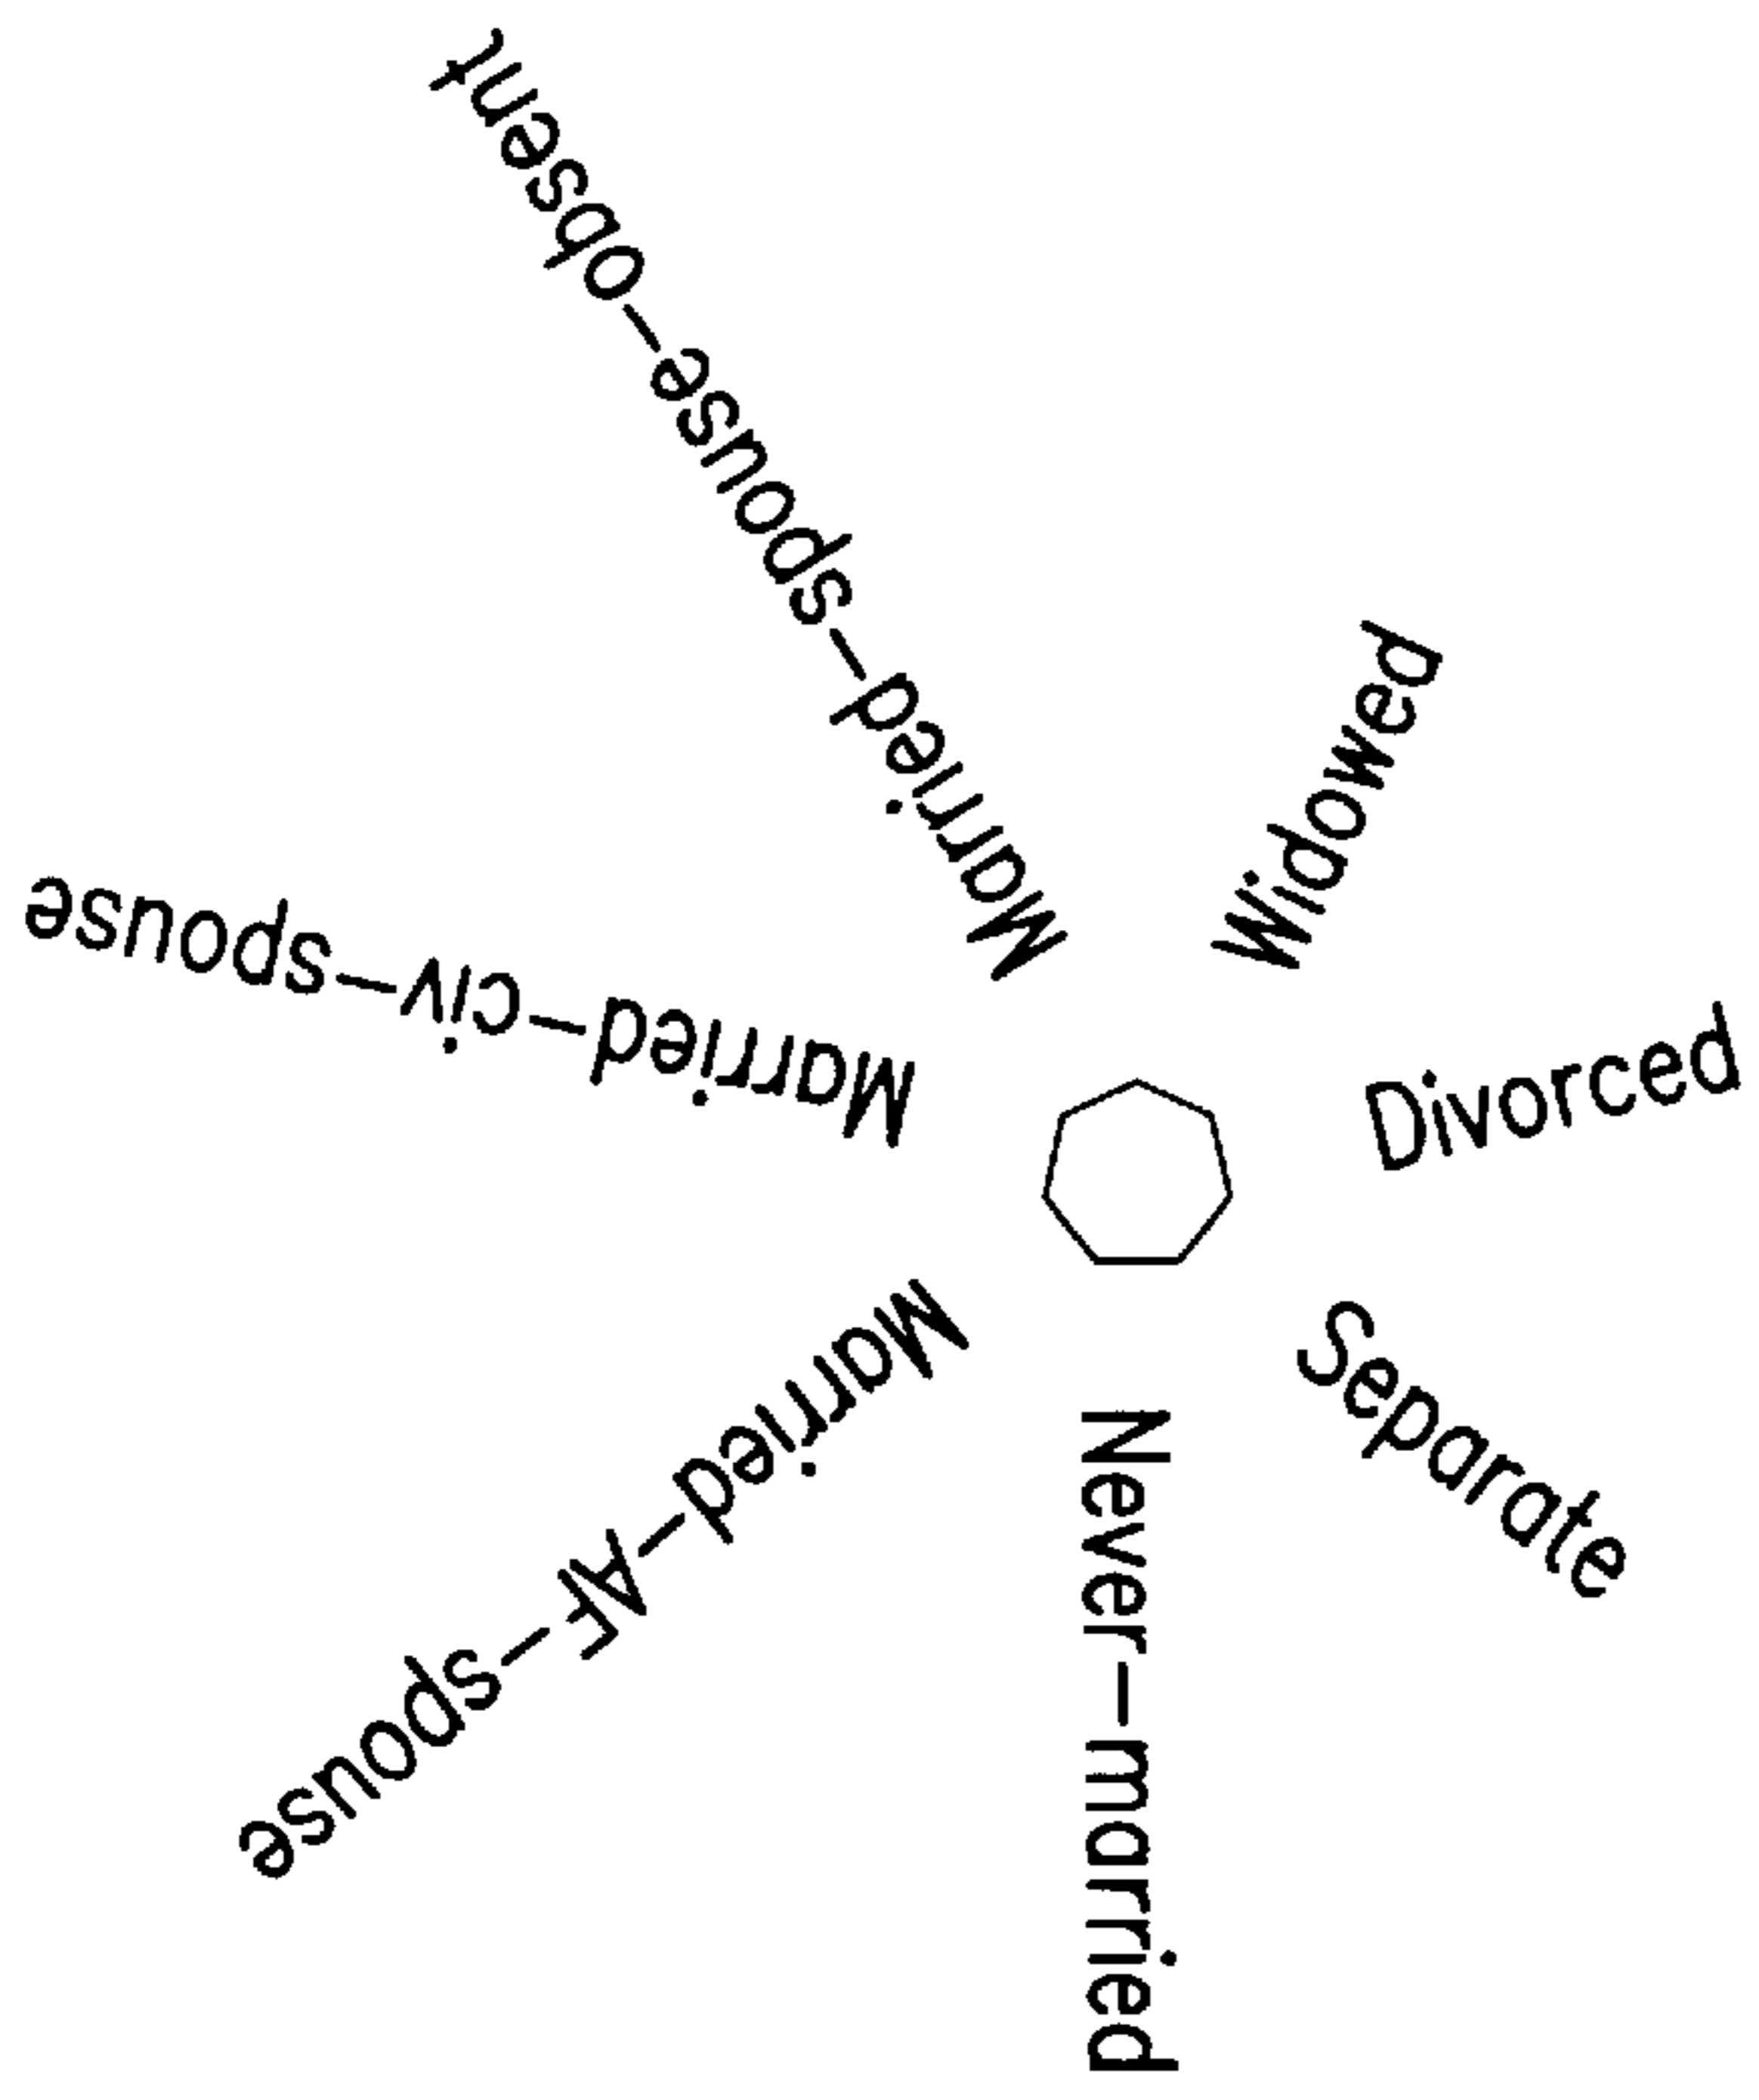 Married-spouse-absent
Widowed
Divorced
Married-civ-spouse
Separate
Married-AF-spouse
Never-married